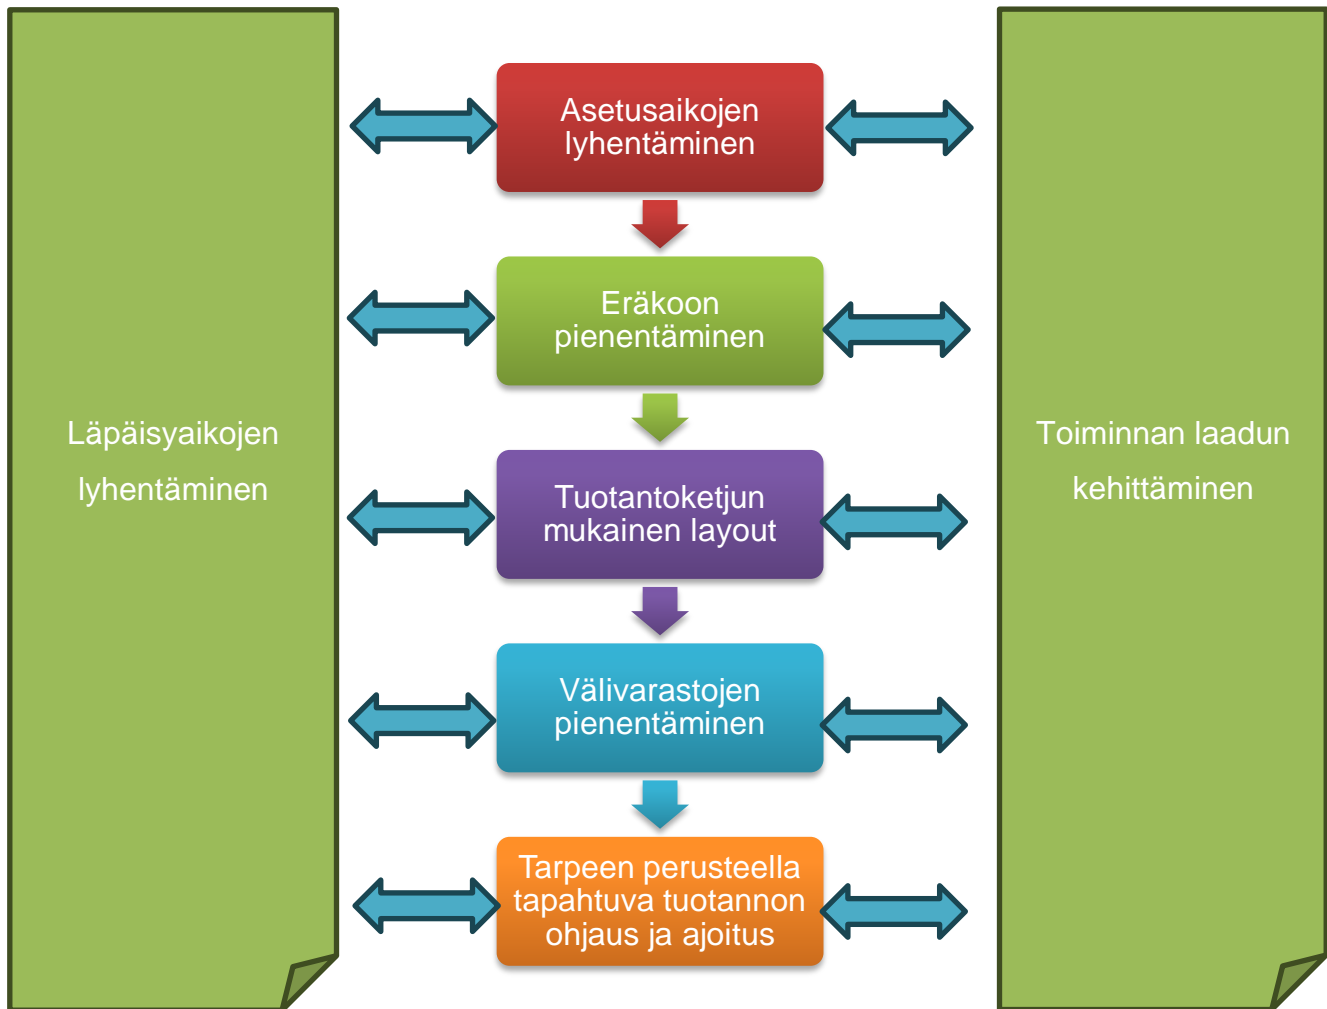 Läpäisyaikojen
lyhentäminen
Asetusaikojen
lyhentäminen
Eräkoon
pienentäminen
Tuotantoketjun
mukainen layout
Välivarastojen
pienentäminen
Tarpeen perusteella
tapahtuva tuotannon
ohjaus ja ajoitus
Toiminnan laadun
kehittäminen